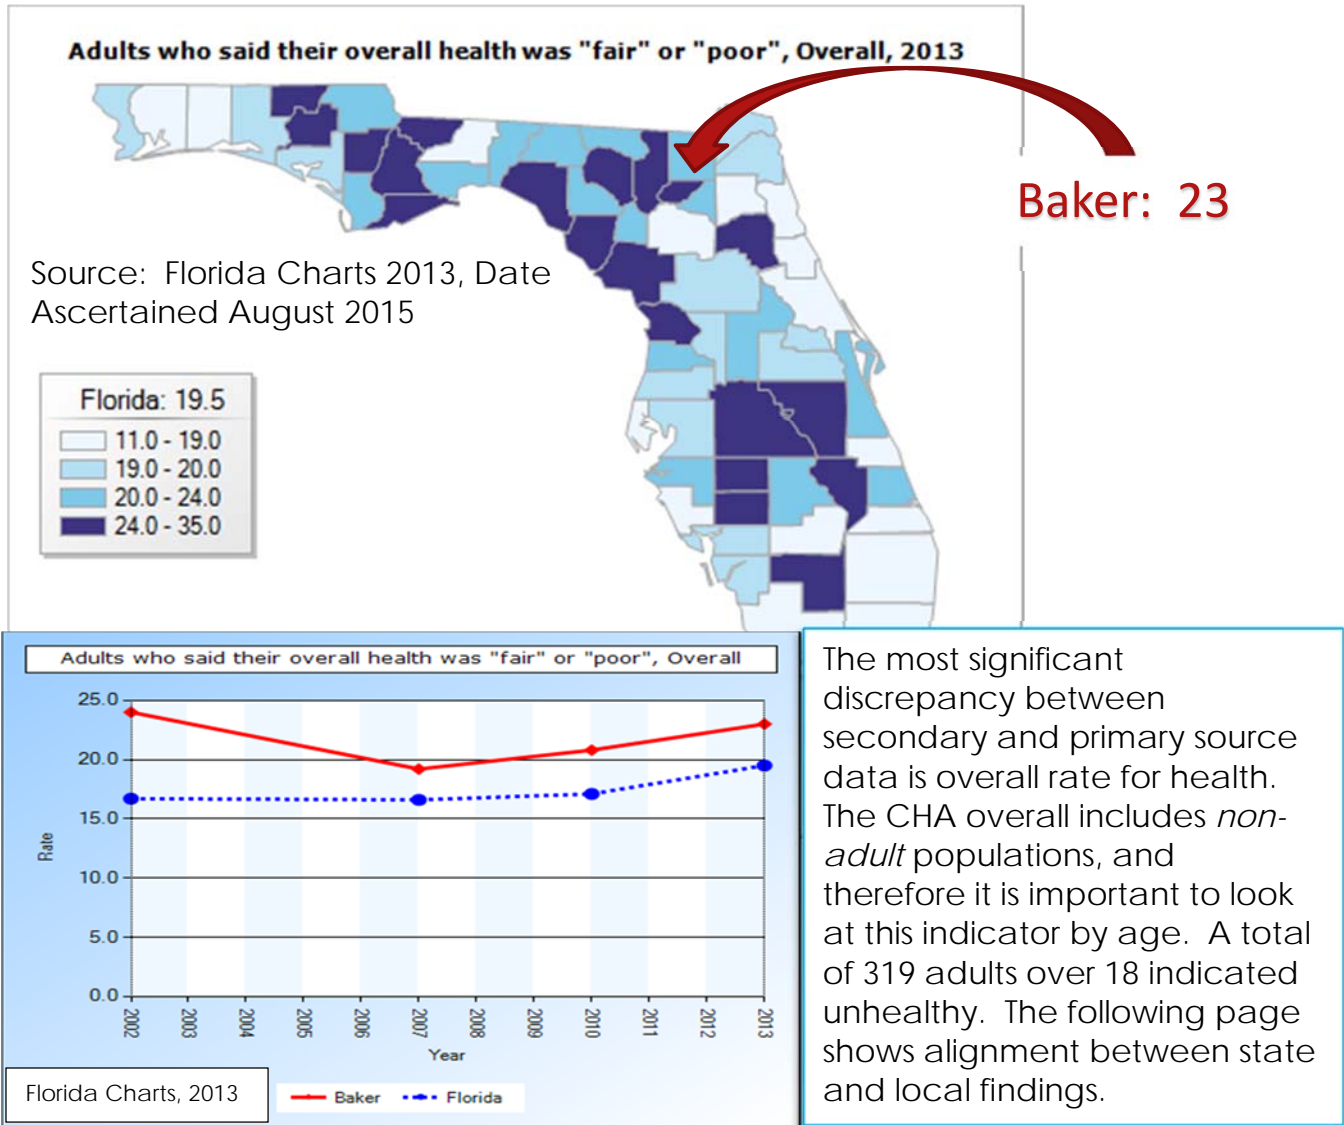 Adults who said their overall health was "fair" or "poor", Overall, 2013
Baker:  23
Source:  Florida Charts 2013, Date
Ascertained August 2015
Florida: 19.5
11.0 - 19.0
19.0 - 20.0
20.0 - 24.0
24.0 - 35.0
Adults who said their overall health was "fair" or "poor", Overall
25.0
20.0
15.0
10.0
5.0
0.0
Rate
2002
2003
2004
2005
2006
2007
2008
2009
2010
2011
2012
2013
Year
Florida Charts, 2013
Baker
Florida
The most significant
discrepancy between
secondary and primary source
data is overall rate for health.
The CHA overall includes non-
adult populations, and
therefore it is important to look
at this indicator by age.  A total
of 319 adults over 18 indicated
unhealthy.  The following page
shows alignment between state
and local findings.